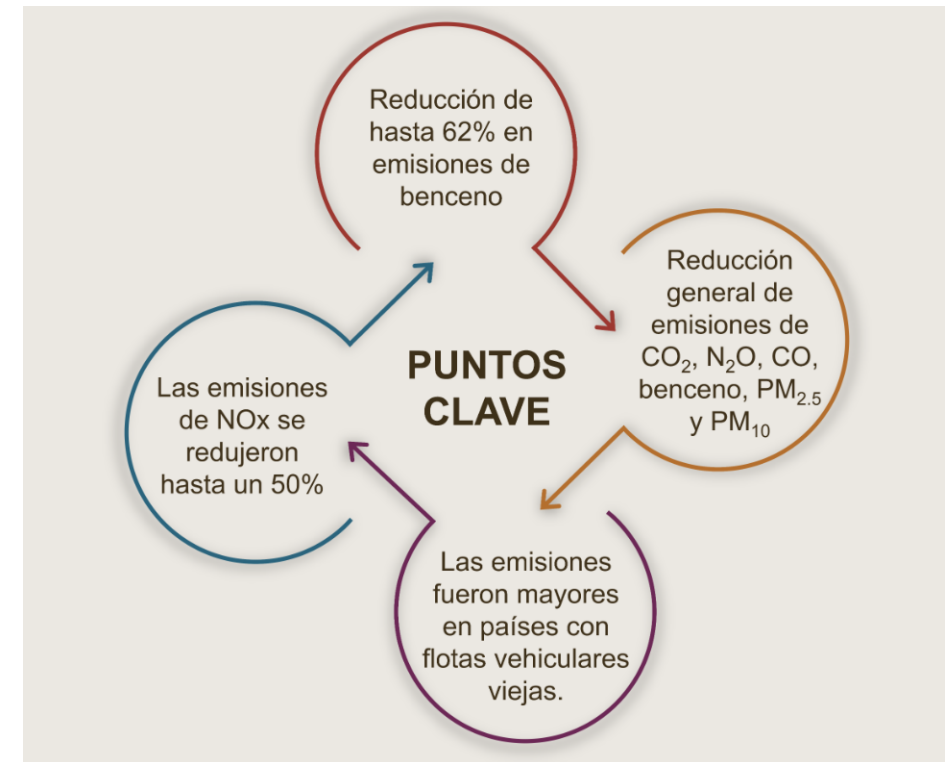 Reducción de
hasta 62% en
emisiones de
benceno
Reducción
general de
emisiones de
CO₂, N₂O, CO,
benceno, PM₂.₅
y PM₁₀
PUNTOS
CLAVE
Las emisiones
de NOx se
redujeron
hasta un 50%
Las emisiones
fueron mayores
en países con
flotas vehiculares
viejas.